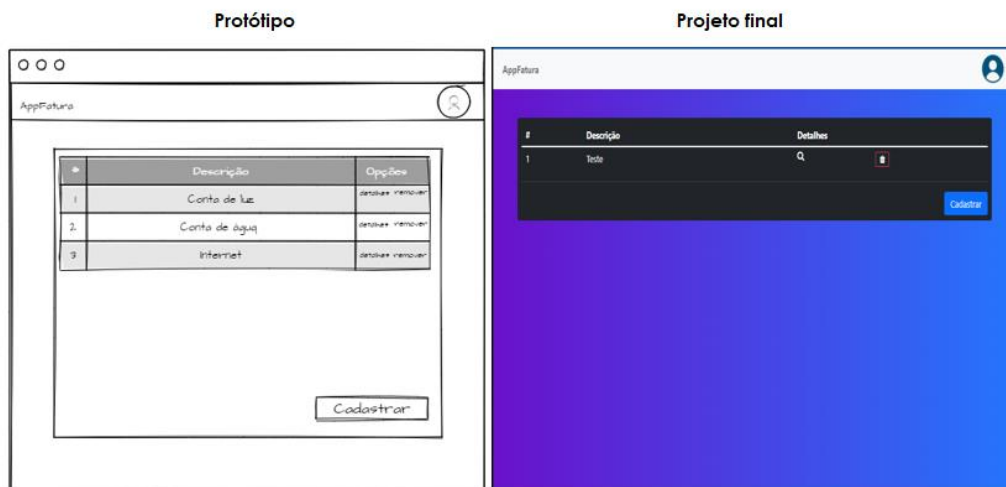 Protótipo
Projeto final
AppFatura
# Descrição Opções
1 Conta de luz detalhes remover
2 Conta de água detalhes remover
3 Internet detalhes remover
Cadastrar
AppFatura
# Descrição Detalhes
1 Teste
Cadastrar